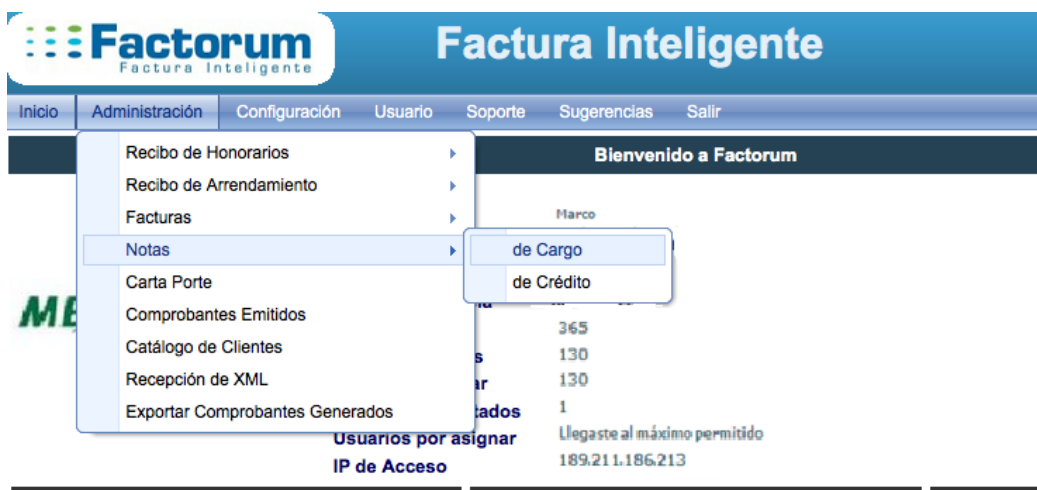 Factorum
Factura Inteligente
Factura Inteligente
Inicio Administración Configuración Usuario Soporte Sugerencias Salir
Bienvenido a Factorum
Recibo de Honorarios
Recibo de Arrendamiento
Facturas
Notas
Carta Porte
Comprobantes Emitidos
Catálogo de Clientes
Recepción de XML
Exportar Comprobantes Generados
de Cargo
de Crédito
Marco
365
130
130
1
Usuarios por asignar Llegaste al máximo permitido
IP de Acceso 189.211.186.213